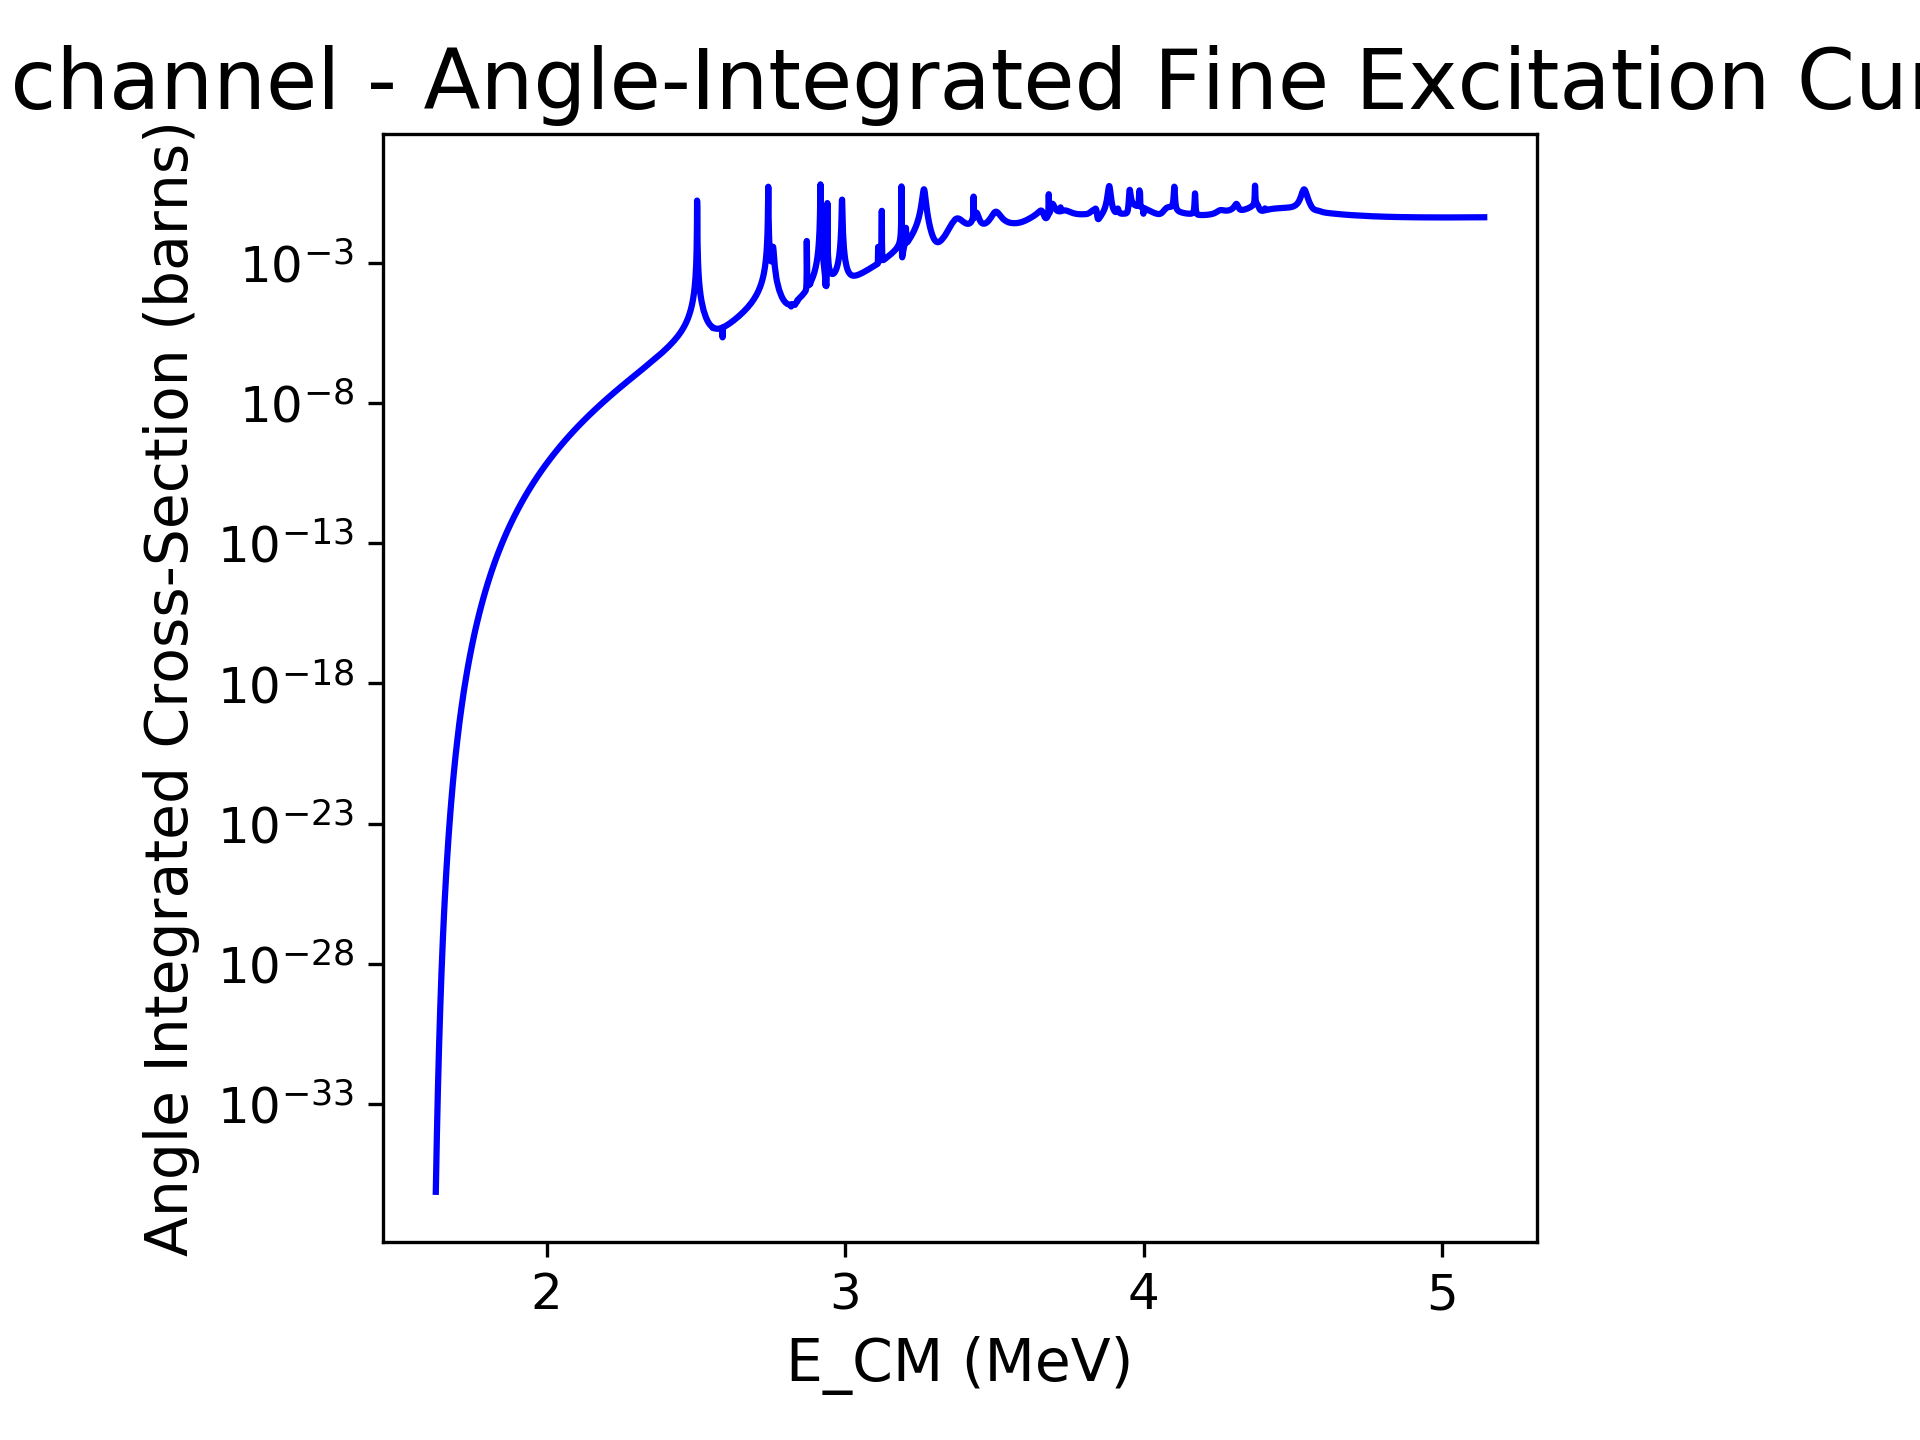 channel - Angle-Integrated Fine Excitation Cur
Angle Integrated Cross-Section (barns)
10⁻³
10⁻⁸
10⁻¹³
10⁻¹⁸
10⁻²³
10⁻²⁸
10⁻³³
2 3 4 5
E_CM (MeV)